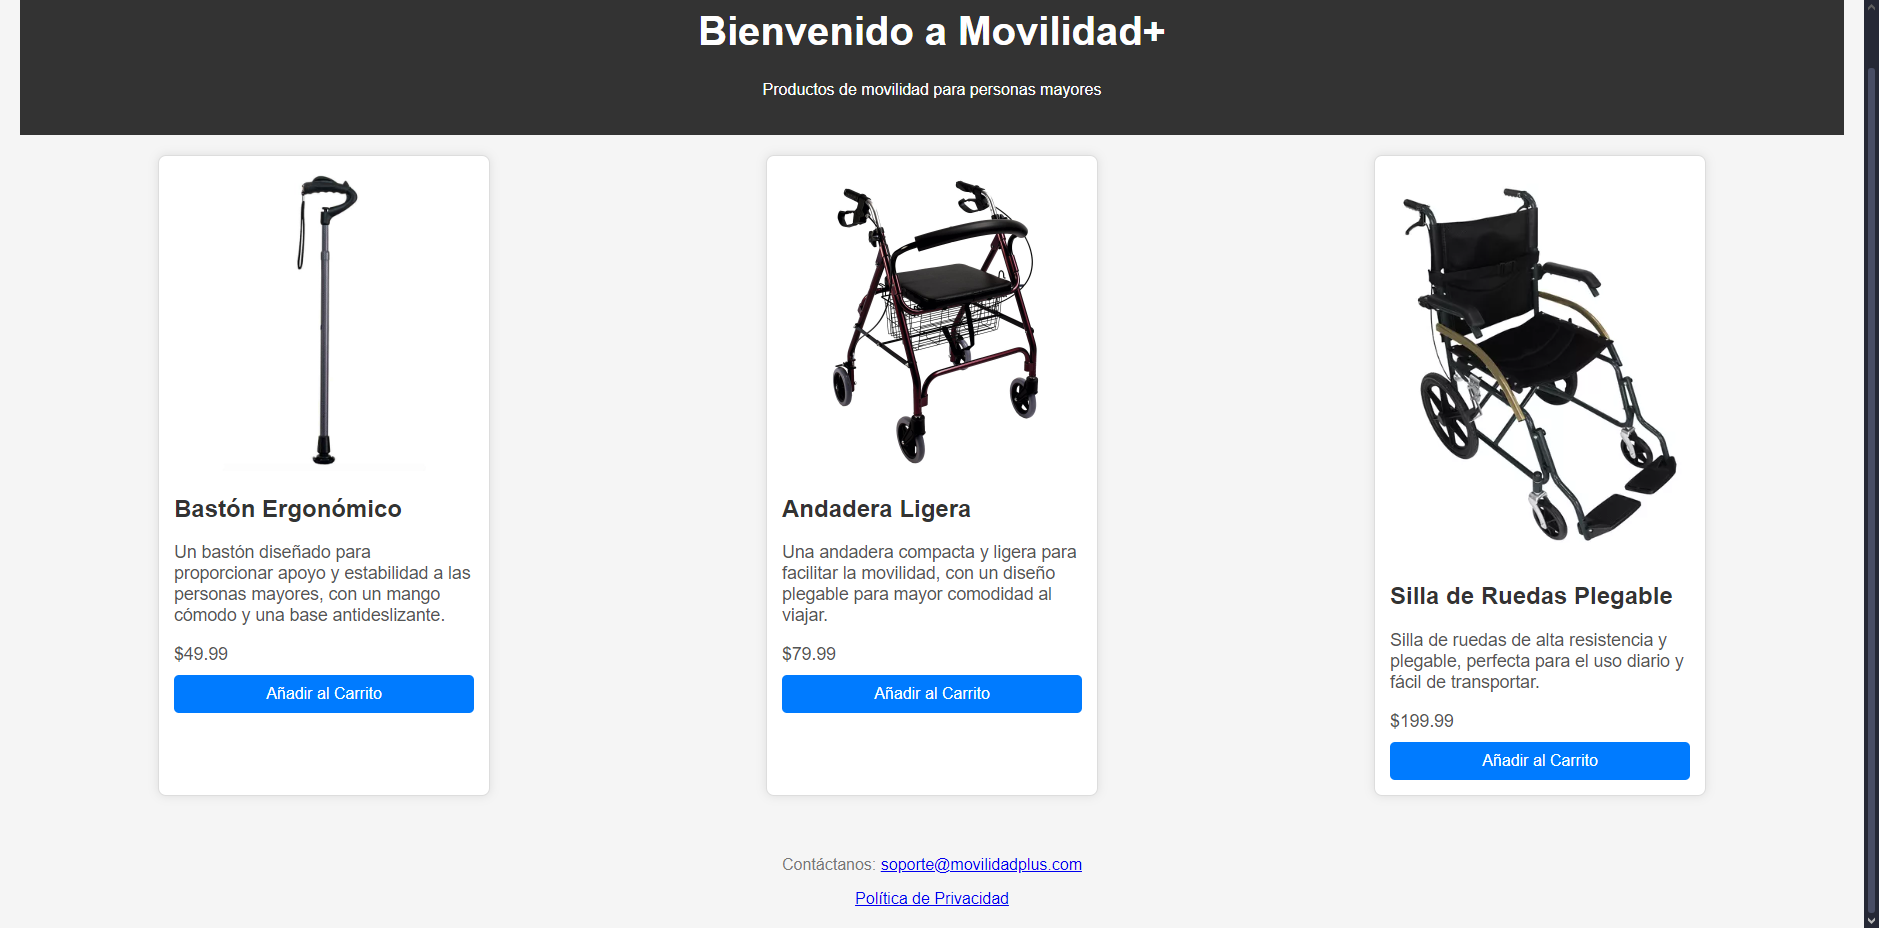 Bienvenido a Movilidad+
Productos de movilidad para personas mayores
Bastón Ergonómico
Un bastón diseñado para
proporcionar apoyo y estabilidad a las
personas mayores, con un mango
cómodo y una base antideslizante.
$49.99
Añadir al Carrito
Andadera Ligera
Una andadera compacta y ligera para
facilitar la movilidad, con un diseño
plegable para mayor comodidad al
viajar.
$79.99
Añadir al Carrito
Silla de Ruedas Plegable
Silla de ruedas de alta resistencia y
plegable, perfecta para el uso diario y
fácil de transportar.
$199.99
Añadir al Carrito
Contáctanos: soporte@movilidadplus.com
Política de Privacidad